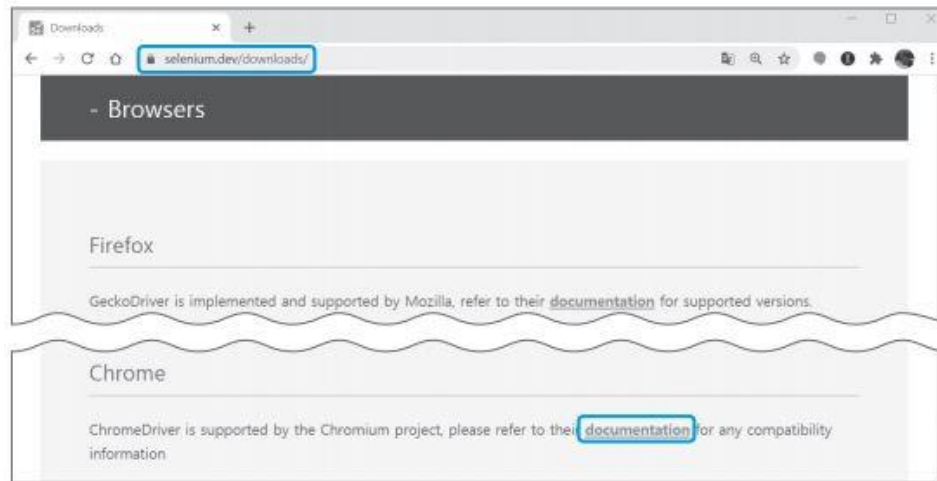 Downloads
selenium.dev/downloads/
- Browsers
Firefox
GeckoDriver is implemented and supported by Mozilla, refer to their documentation for supported versions.
Chrome
ChromeDriver is supported by the Chromium project, please refer to their documentation for any compatibility
information